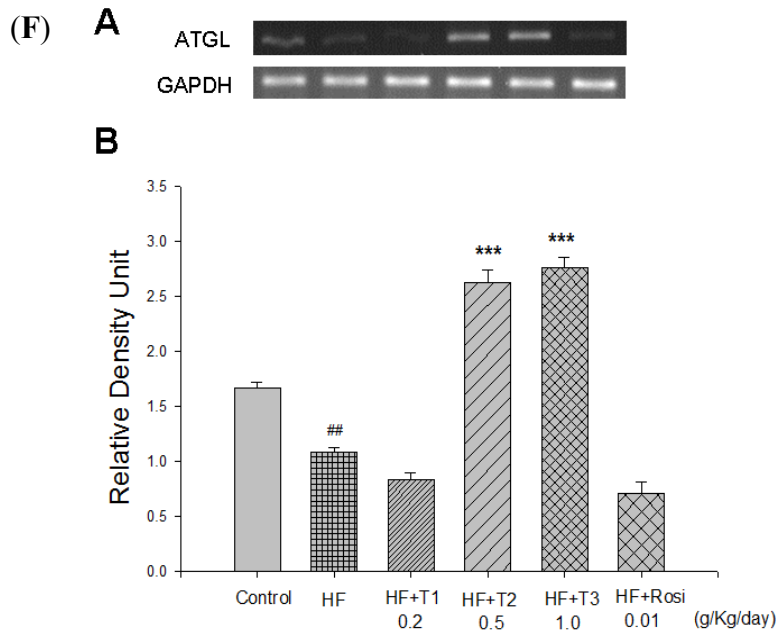 (F) A
ATGL
GAPDH
B
Relative Density Unit
3.5
3.0
2.5
2.0
1.5
1.0
0.5
0.0
##
***
***
Control HF HF+T1 HF+T2 HF+T3 HF+Rosi
0.2 0.5 1.0 0.01 (g/Kg/day)